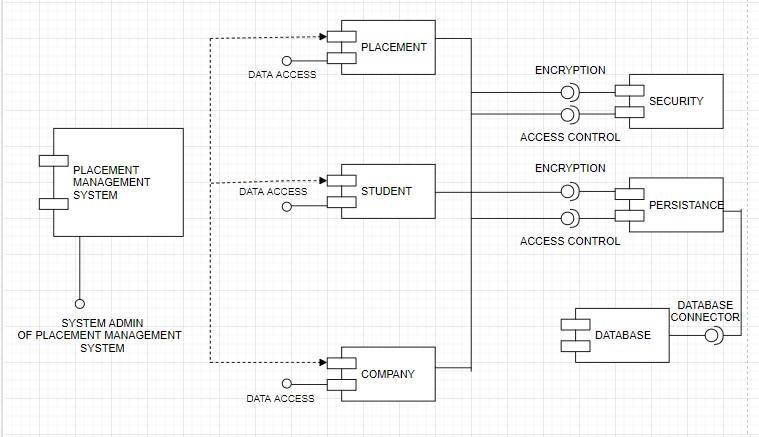 PLACEMENT
DATA ACCESS
ENCRYPTION
SECURITY
ACCESS CONTROL
PLACEMENT
MANAGEMENT
SYSTEM
STUDENT
DATA ACCESS
ENCRYPTION
PERSISTANCE
ACCESS CONTROL
SYSTEM ADMIN
OF PLACEMENT MANAGEMENT
SYSTEM
DATABASE
CONNECTOR
DATABASE
COMPANY
DATA ACCESS